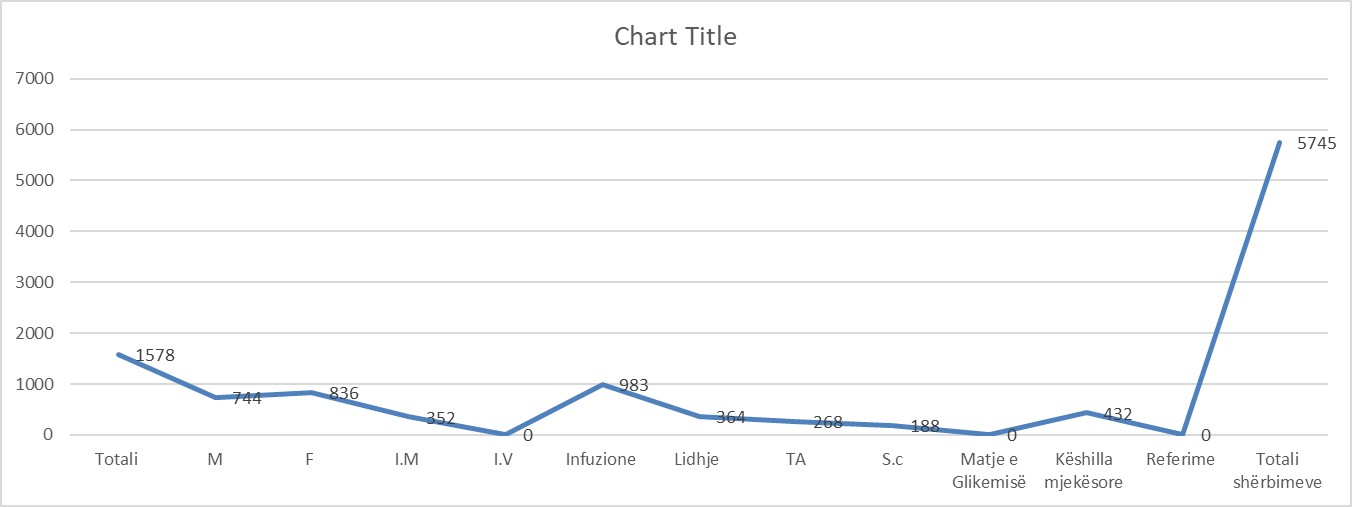 Chart Title
7000
6000
5000
4000
3000
2000
1000
0
1578
744
836
352
0
983
364
268
188
0
432
0
5745
Totali
M
F
I.M
I.V
Infuzione
Lidhje
TA
S.c
Matje e
Glikemisë
Këshilla
mjekësore
Referime
Totali
shërbimeve